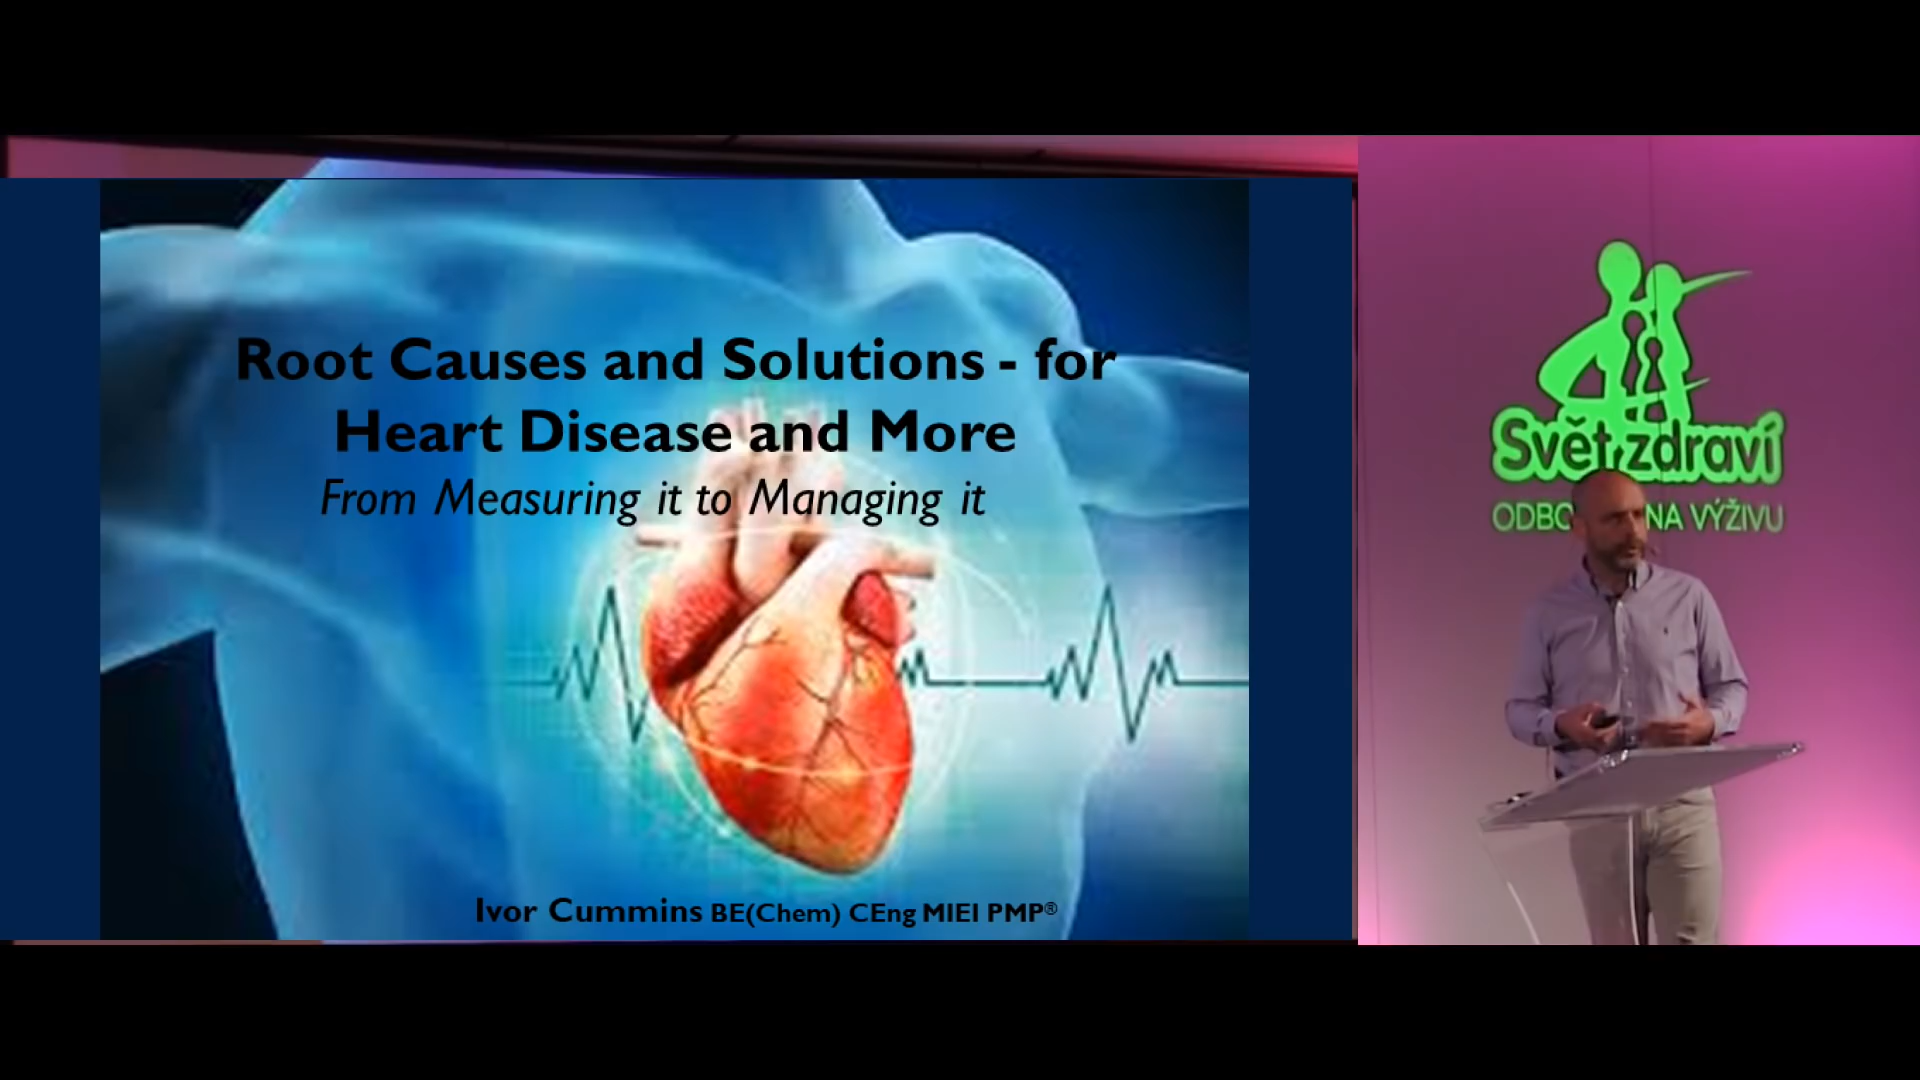 Root Causes and Solutions - for
Heart Disease and More
From Measuring it to Managing it
Ivor Cummins BE(Chem) CEng MIEI PMP®
Svět zdraví
NA VÝŽIVU